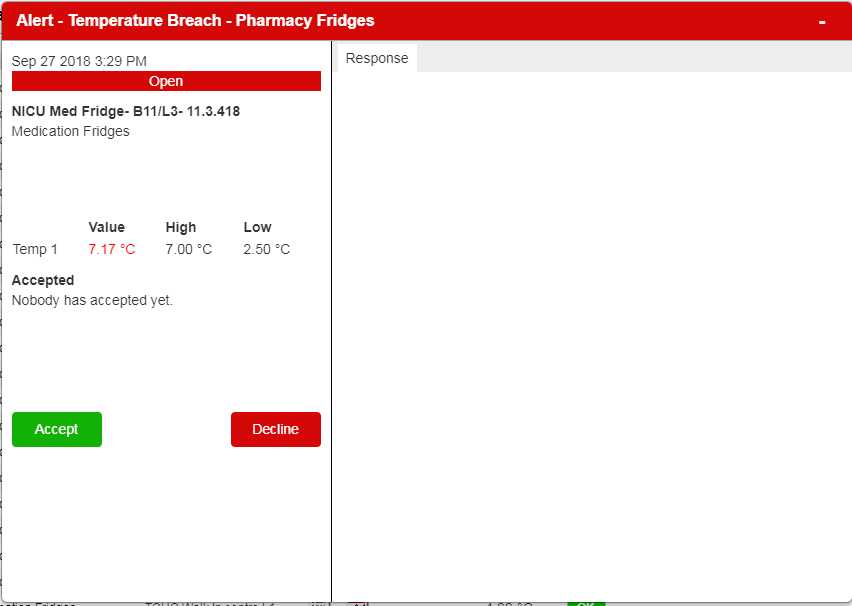 Alert - Temperature Breach - Pharmacy Fridges -
Sep 27 2018 3:29 PM
Response
Open
NICU Med Fridge- B11/L3- 11.3.418
Medication Fridges
Value High Low
Temp 1 7.17 °C 7.00 °C 2.50 °C
Accepted
Nobody has accepted yet.
Accept Decline